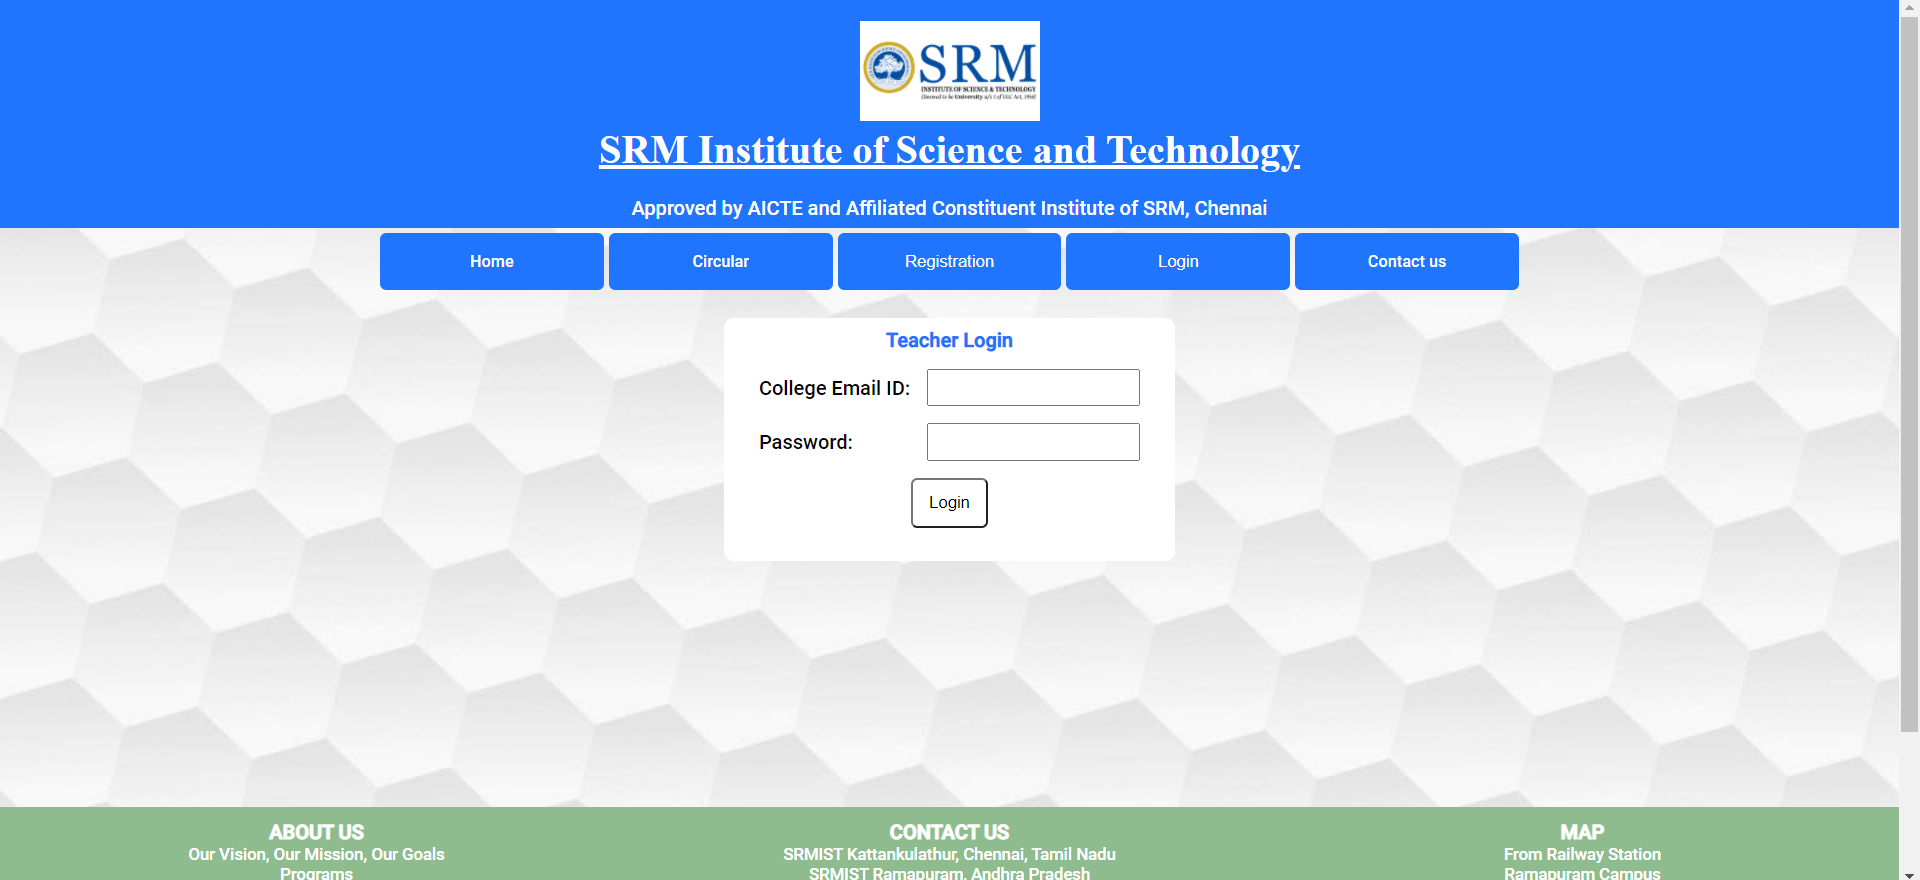 SRM
INSTITUTE OF SCIENCE & TECHNOLOGY
(Deemed to be University u/s 3 of UGC Act, 1956)
SRM Institute of Science and Technology
Approved by AICTE and Affiliated Constituent Institute of SRM, Chennai
Home
Circular
Registration
Login
Contact us
Teacher Login
College Email ID:
Password:
Login
ABOUT US
Our Vision, Our Mission, Our Goals
Programs
CONTACT US
SRMIST Kattankulathur, Chennai, Tamil Nadu
SRMIST Ramapuram, Andhra Pradesh
MAP
From Railway Station
Ramapuram Campus